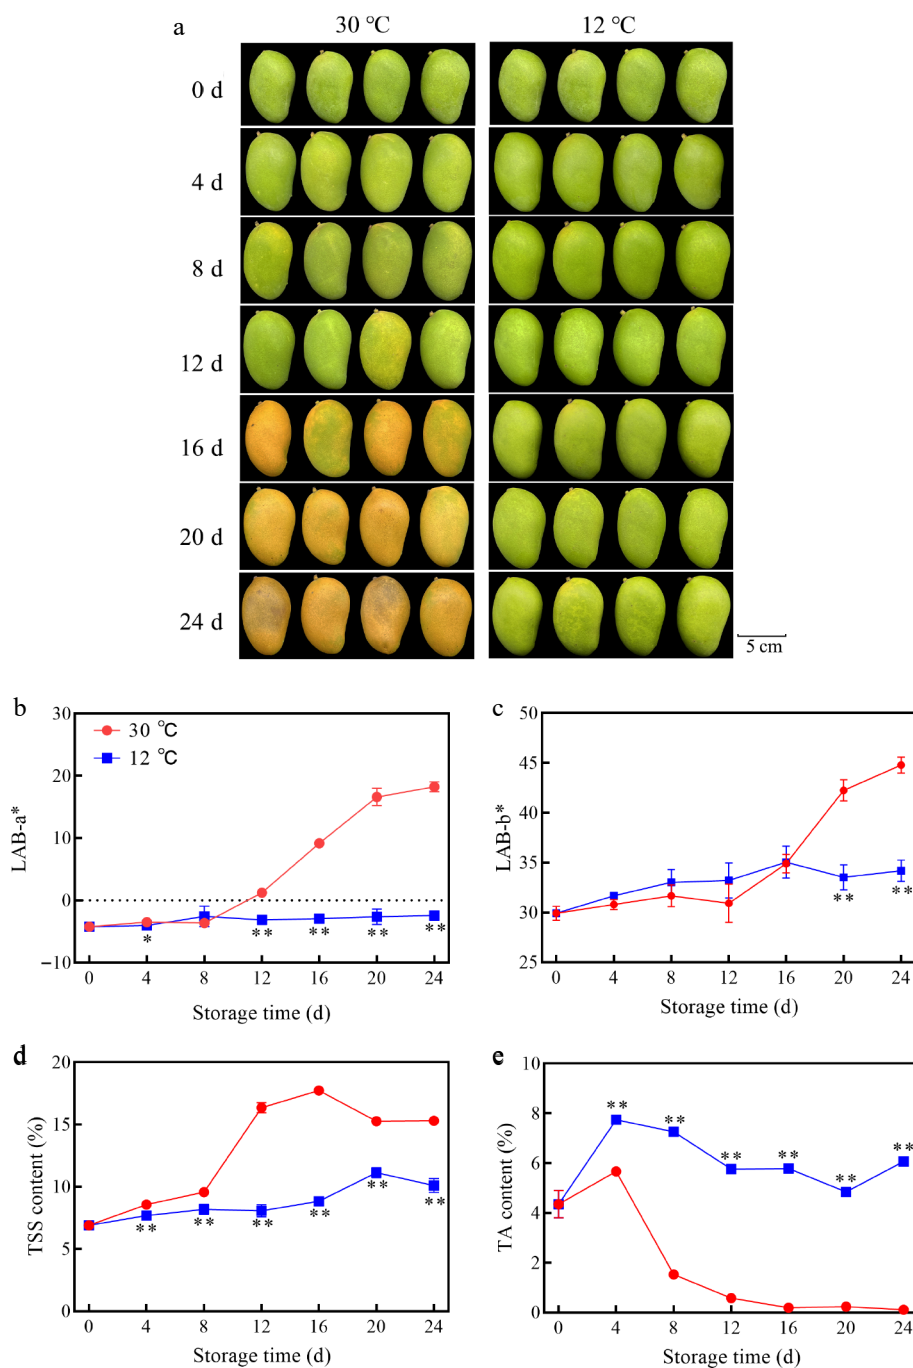 a
30 ℃ 12 ℃
0 d
4 d
8 d
12 d
16 d
20 d
24 d
5 cm
b
30 ℃
12 ℃
LAB-a*
30
20
10
0
−10
* ** ** ** **
0 4 8 12 16 20 24
Storage time (d)
c
LAB-b*
50
45
40
35
30
25
** **
0 4 8 12 16 20 24
Storage time (d)
d
TSS content (%)
20
15
10
5
0
** ** ** ** ** **
0 4 8 12 16 20 24
Storage time (d)
e
TA content (%)
10
8
6
4
2
0
** ** ** ** ** **
0 4 8 12 16 20 24
Storage time (d)